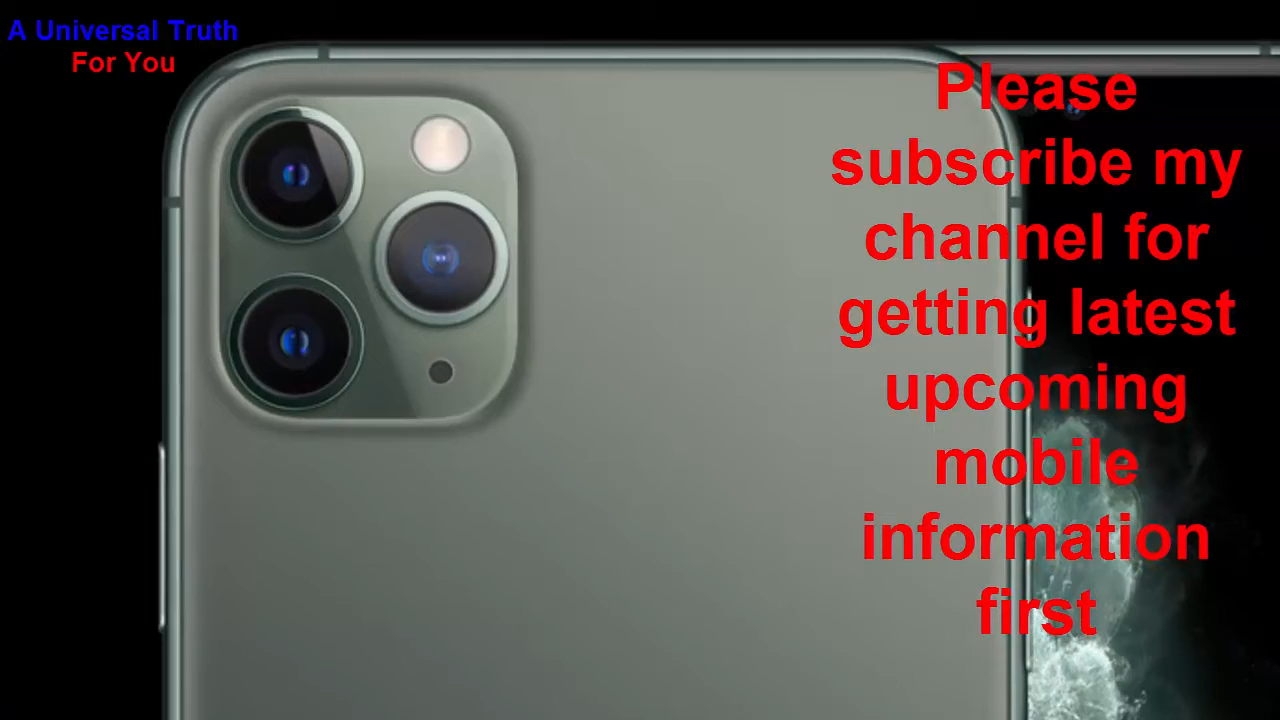 A Universal Truth
For You
Please
subscribe my
channel for
getting latest
upcoming
mobile
information
first